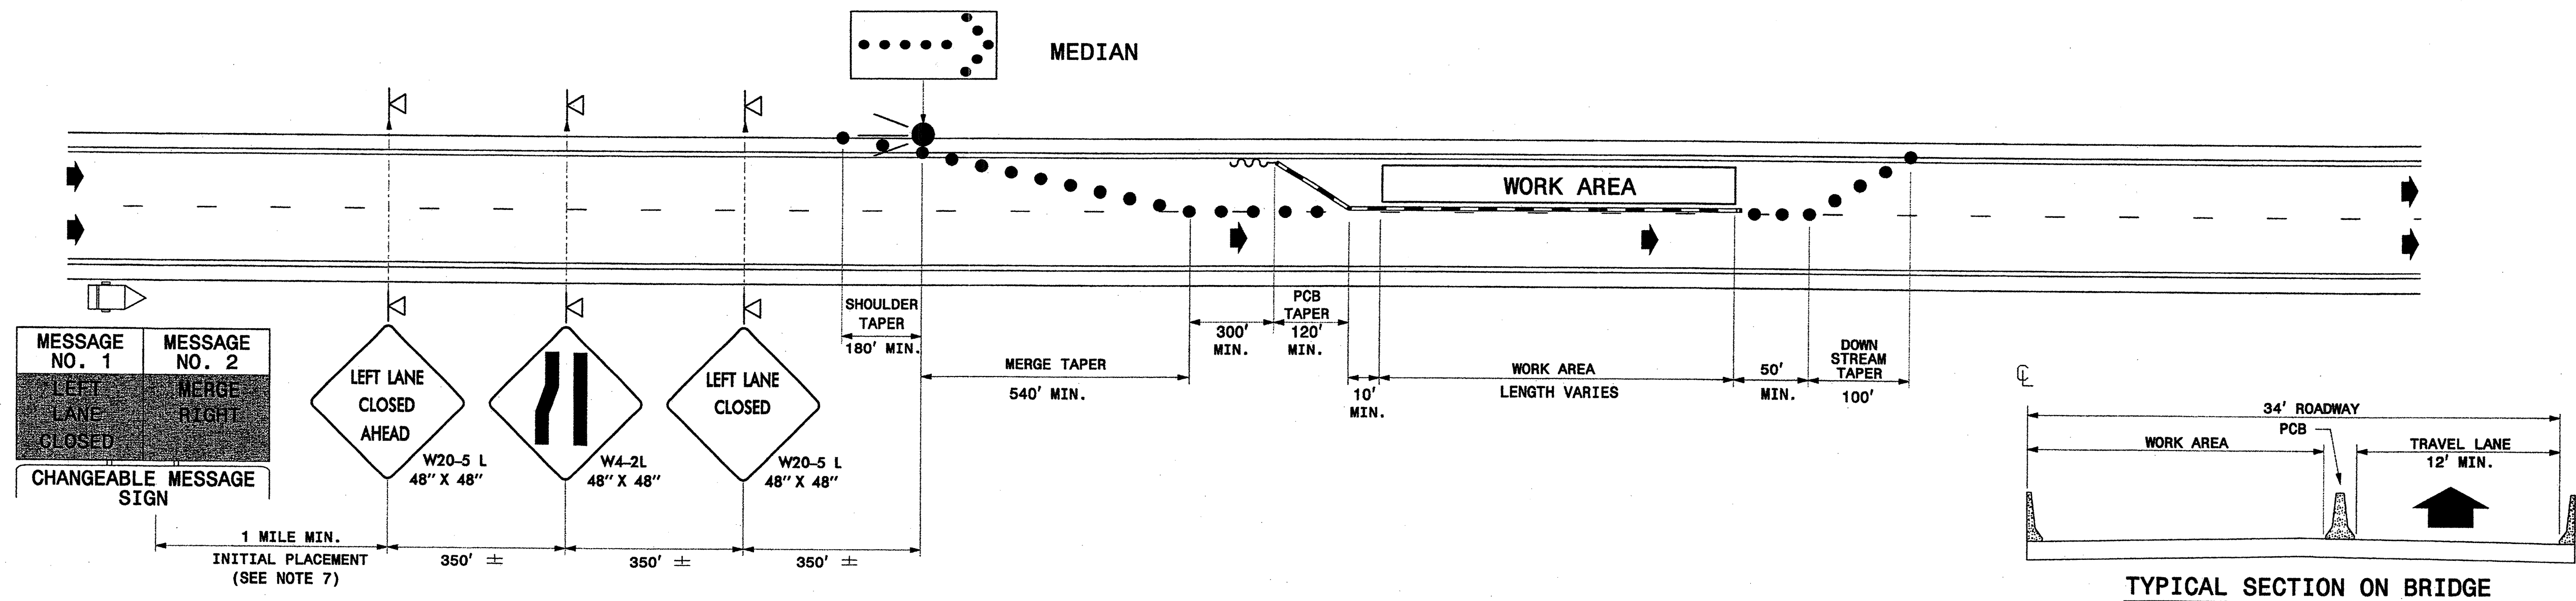 MEDIAN
WORK AREA
MESSAGE NO. 1
MESSAGE NO. 2
LEFT
LANE
CLOSED
MERGE
RIGHT
CHANGEABLE MESSAGE
SIGN
LEFT LANE
CLOSED
AHEAD
W20-5 L
48" X 48"
W4-2L
48" X 48"
LEFT LANE
CLOSED
W20-5 L
48" X 48"
1 MILE MIN.
INITIAL PLACEMENT
(SEE NOTE 7)
350' ±
350' ±
350' ±
SHOULDER
TAPER
180' MIN.
MERGE TAPER
540' MIN.
300'
MIN.
PCB
TAPER
120'
MIN.
10'
MIN.
WORK AREA
LENGTH VARIES
50'
MIN.
DOWN
STREAM
TAPER
100'
℄
34' ROADWAY
PCB
WORK AREA
TRAVEL LANE
12' MIN.
TYPICAL SECTION ON BRIDGE